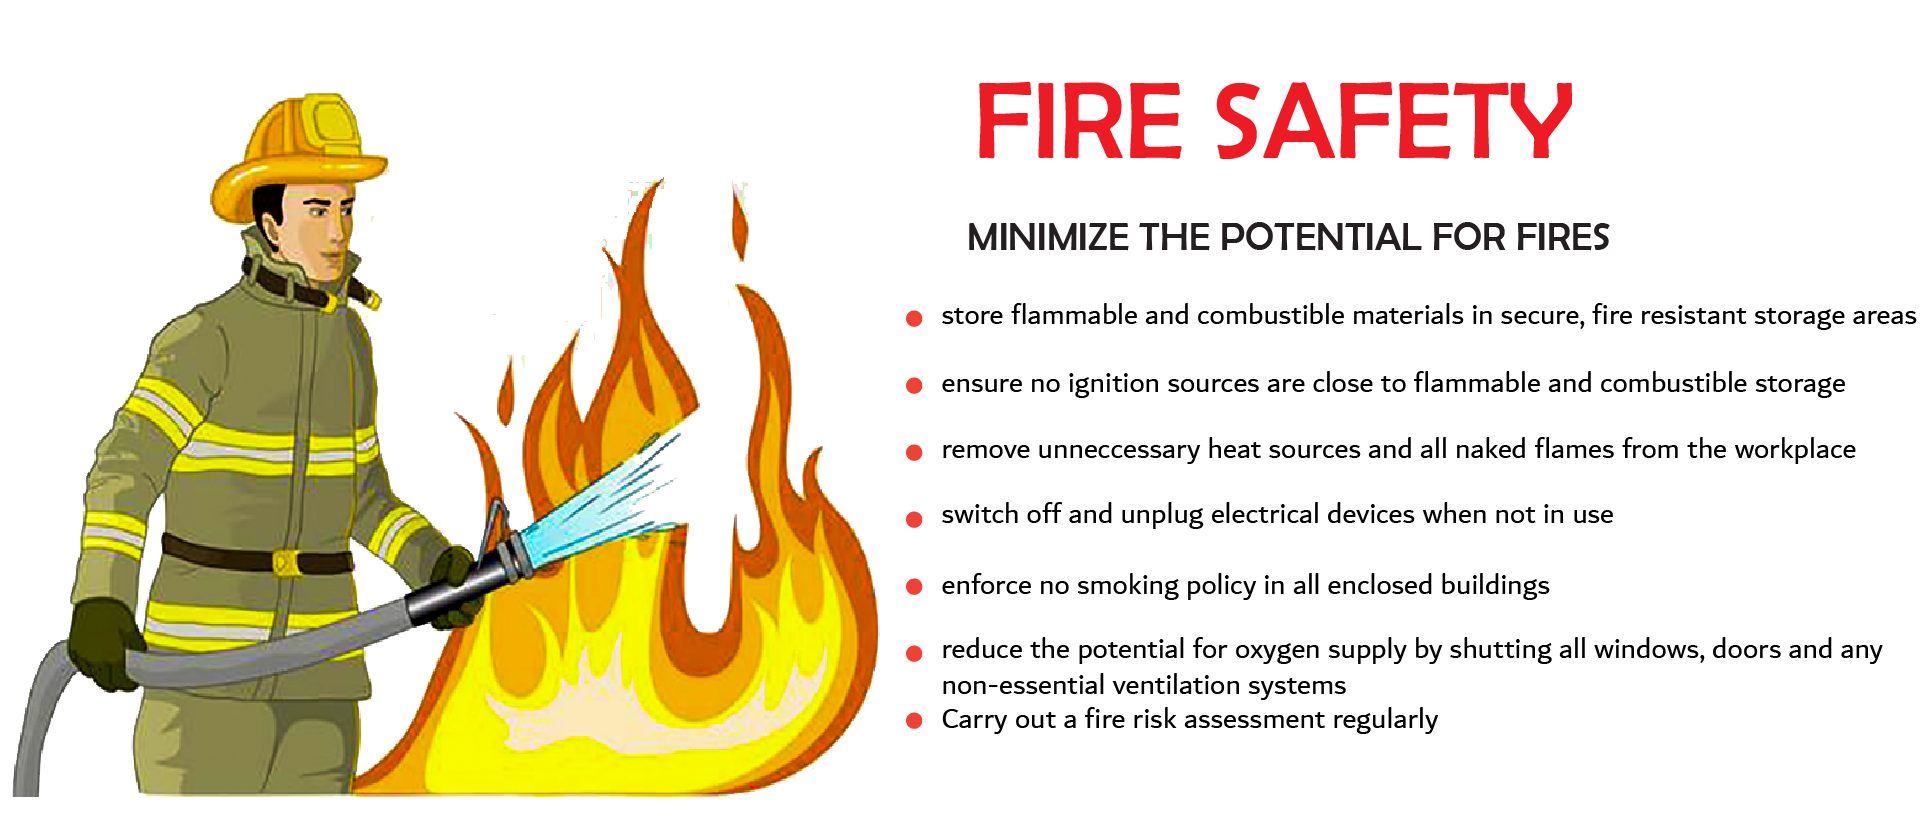 FIRE SAFETY
MINIMIZE THE POTENTIAL FOR FIRES
store flammable and combustible materials in secure, fire resistant storage areas
ensure no ignition sources are close to flammable and combustible storage
remove unneccessary heat sources and all naked flames from the workplace
switch off and unplug electrical devices when not in use
enforce no smoking policy in all enclosed buildings
reduce the potential for oxygen supply by shutting all windows, doors and any
non-essential ventilation systems
Carry out a fire risk assessment regularly